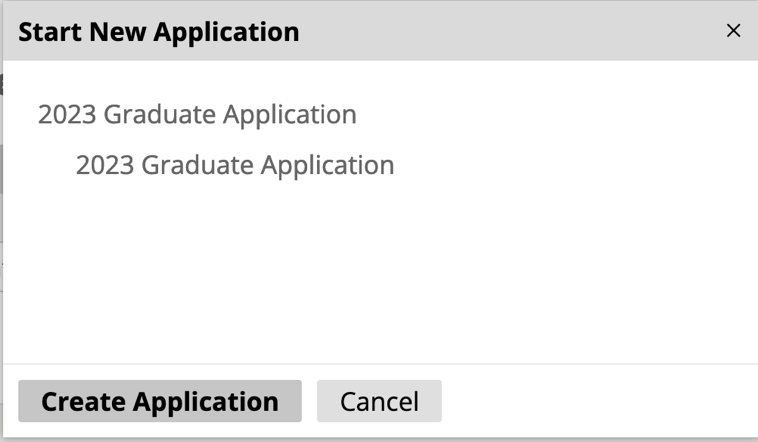 Start New Application ×
2023 Graduate Application
2023 Graduate Application
Create Application Cancel